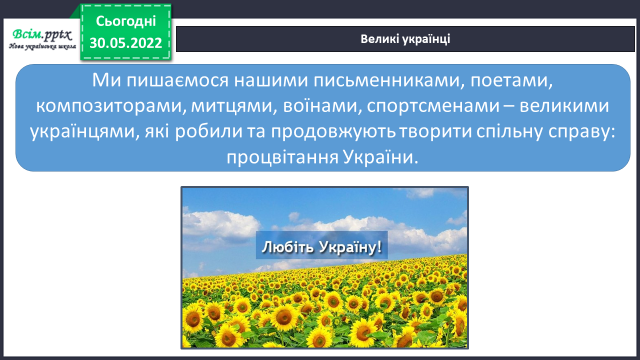 Всім.pptx
Нова українська школа
Сьогодні
30.05.2022
Великі українці
Ми пишаємося нашими письменниками, поетами,
композиторами, митцями, воїнами, спортсменами – великими
українцями, які робили та продовжують творити спільну справу:
процвітання України.
Любіть Україну!